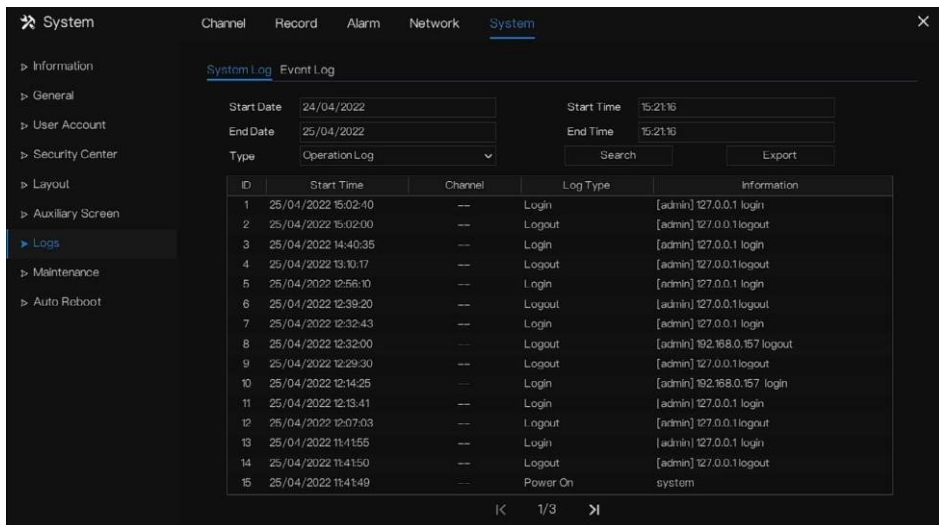 System Channel Record Alarm Network System
Information
General
User Account
Security Center
Layout
Auxiliary Screen
Logs
Maintenance
Auto Reboot
System Log Event Log
Start Date 24/04/2022 Start Time 15:21:16
End Date 25/04/2022 End Time 15:21:16
Type Operation Log Search Export
ID Start Time Channel Log Type Information
1 25/04/2022 15:02:40 -- Login [admin] 127.0.0.1 login
2 25/04/2022 15:02:00 -- Logout [admin] 127.0.0.1 logout
3 25/04/2022 14:40:35 -- Login [admin] 127.0.0.1 login
4 25/04/2022 13:10:17 -- Logout [admin] 127.0.0.1 logout
5 25/04/2022 12:56:10 -- Login [admin] 127.0.0.1 login
6 25/04/2022 12:39:20 -- Logout [admin] 127.0.0.1 logout
7 25/04/2022 12:32:43 -- Login [admin] 127.0.0.1 login
8 25/04/2022 12:32:00 -- Logout [admin] 192.168.0.157 logout
9 25/04/2022 12:29:30 -- Logout [admin] 127.0.0.1 logout
10 25/04/2022 12:14:25 -- Login [admin] 192.168.0.157 login
11 25/04/2022 12:13:41 -- Login [admin] 127.0.0.1 login
12 25/04/2022 12:07:03 -- Logout [admin] 127.0.0.1 logout
13 25/04/2022 11:41:55 -- Login [admin] 127.0.0.1 login
14 25/04/2022 11:41:50 -- Logout [admin] 127.0.0.1 logout
15 25/04/2022 11:41:49 -- Power On system
1/3